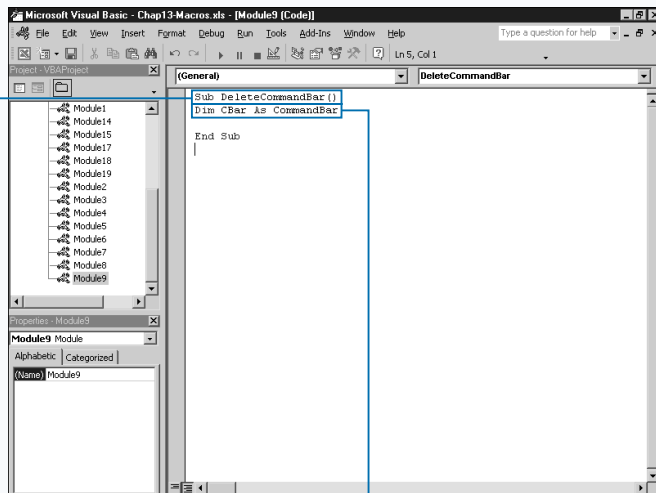 Microsoft Visual Basic - Chap13-Macros.xls - [Module9 (Code)]
File Edit View Insert Format Debug Run Tools Add-Ins Window Help Type a question for help
Ln 5, Col 1
Project - VBAProject
(General) DeleteCommandBar
Module1
Module14
Module15
Module17
Module18
Module19
Module2
Module3
Module4
Module5
Module6
Module7
Module8
Module9
Sub DeleteCommandBar()
Dim CBar As CommandBar
End Sub
Properties - Module9
Module9 Module
Alphabetic Categorized
(Name) Module9